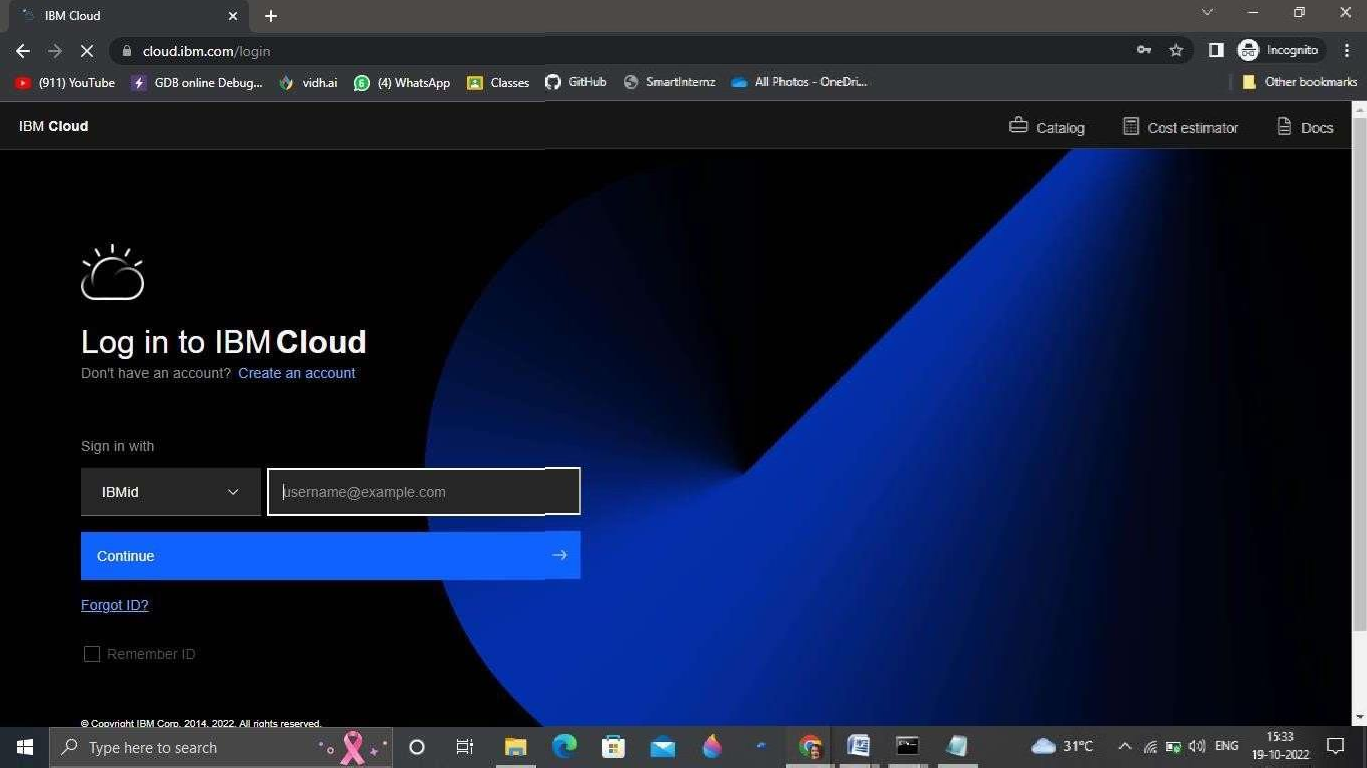 IBM Cloud
cloud.ibm.com/login
Incognito
(911) YouTube
GDB online Debug...
vidh.ai
(4) WhatsApp
Classes
GitHub
SmartInternz
All Photos - OneDri...
Other bookmarks
IBM Cloud
Catalog
Cost estimator
Docs
Log in to IBM Cloud
Don't have an account? Create an account
Sign in with
IBMid
username@example.com
Continue
Forgot ID?
Remember ID
© Copyright IBM Corp. 2014, 2022. All rights reserved.
Type here to search
31°C
ENG
15:33
19-10-2022